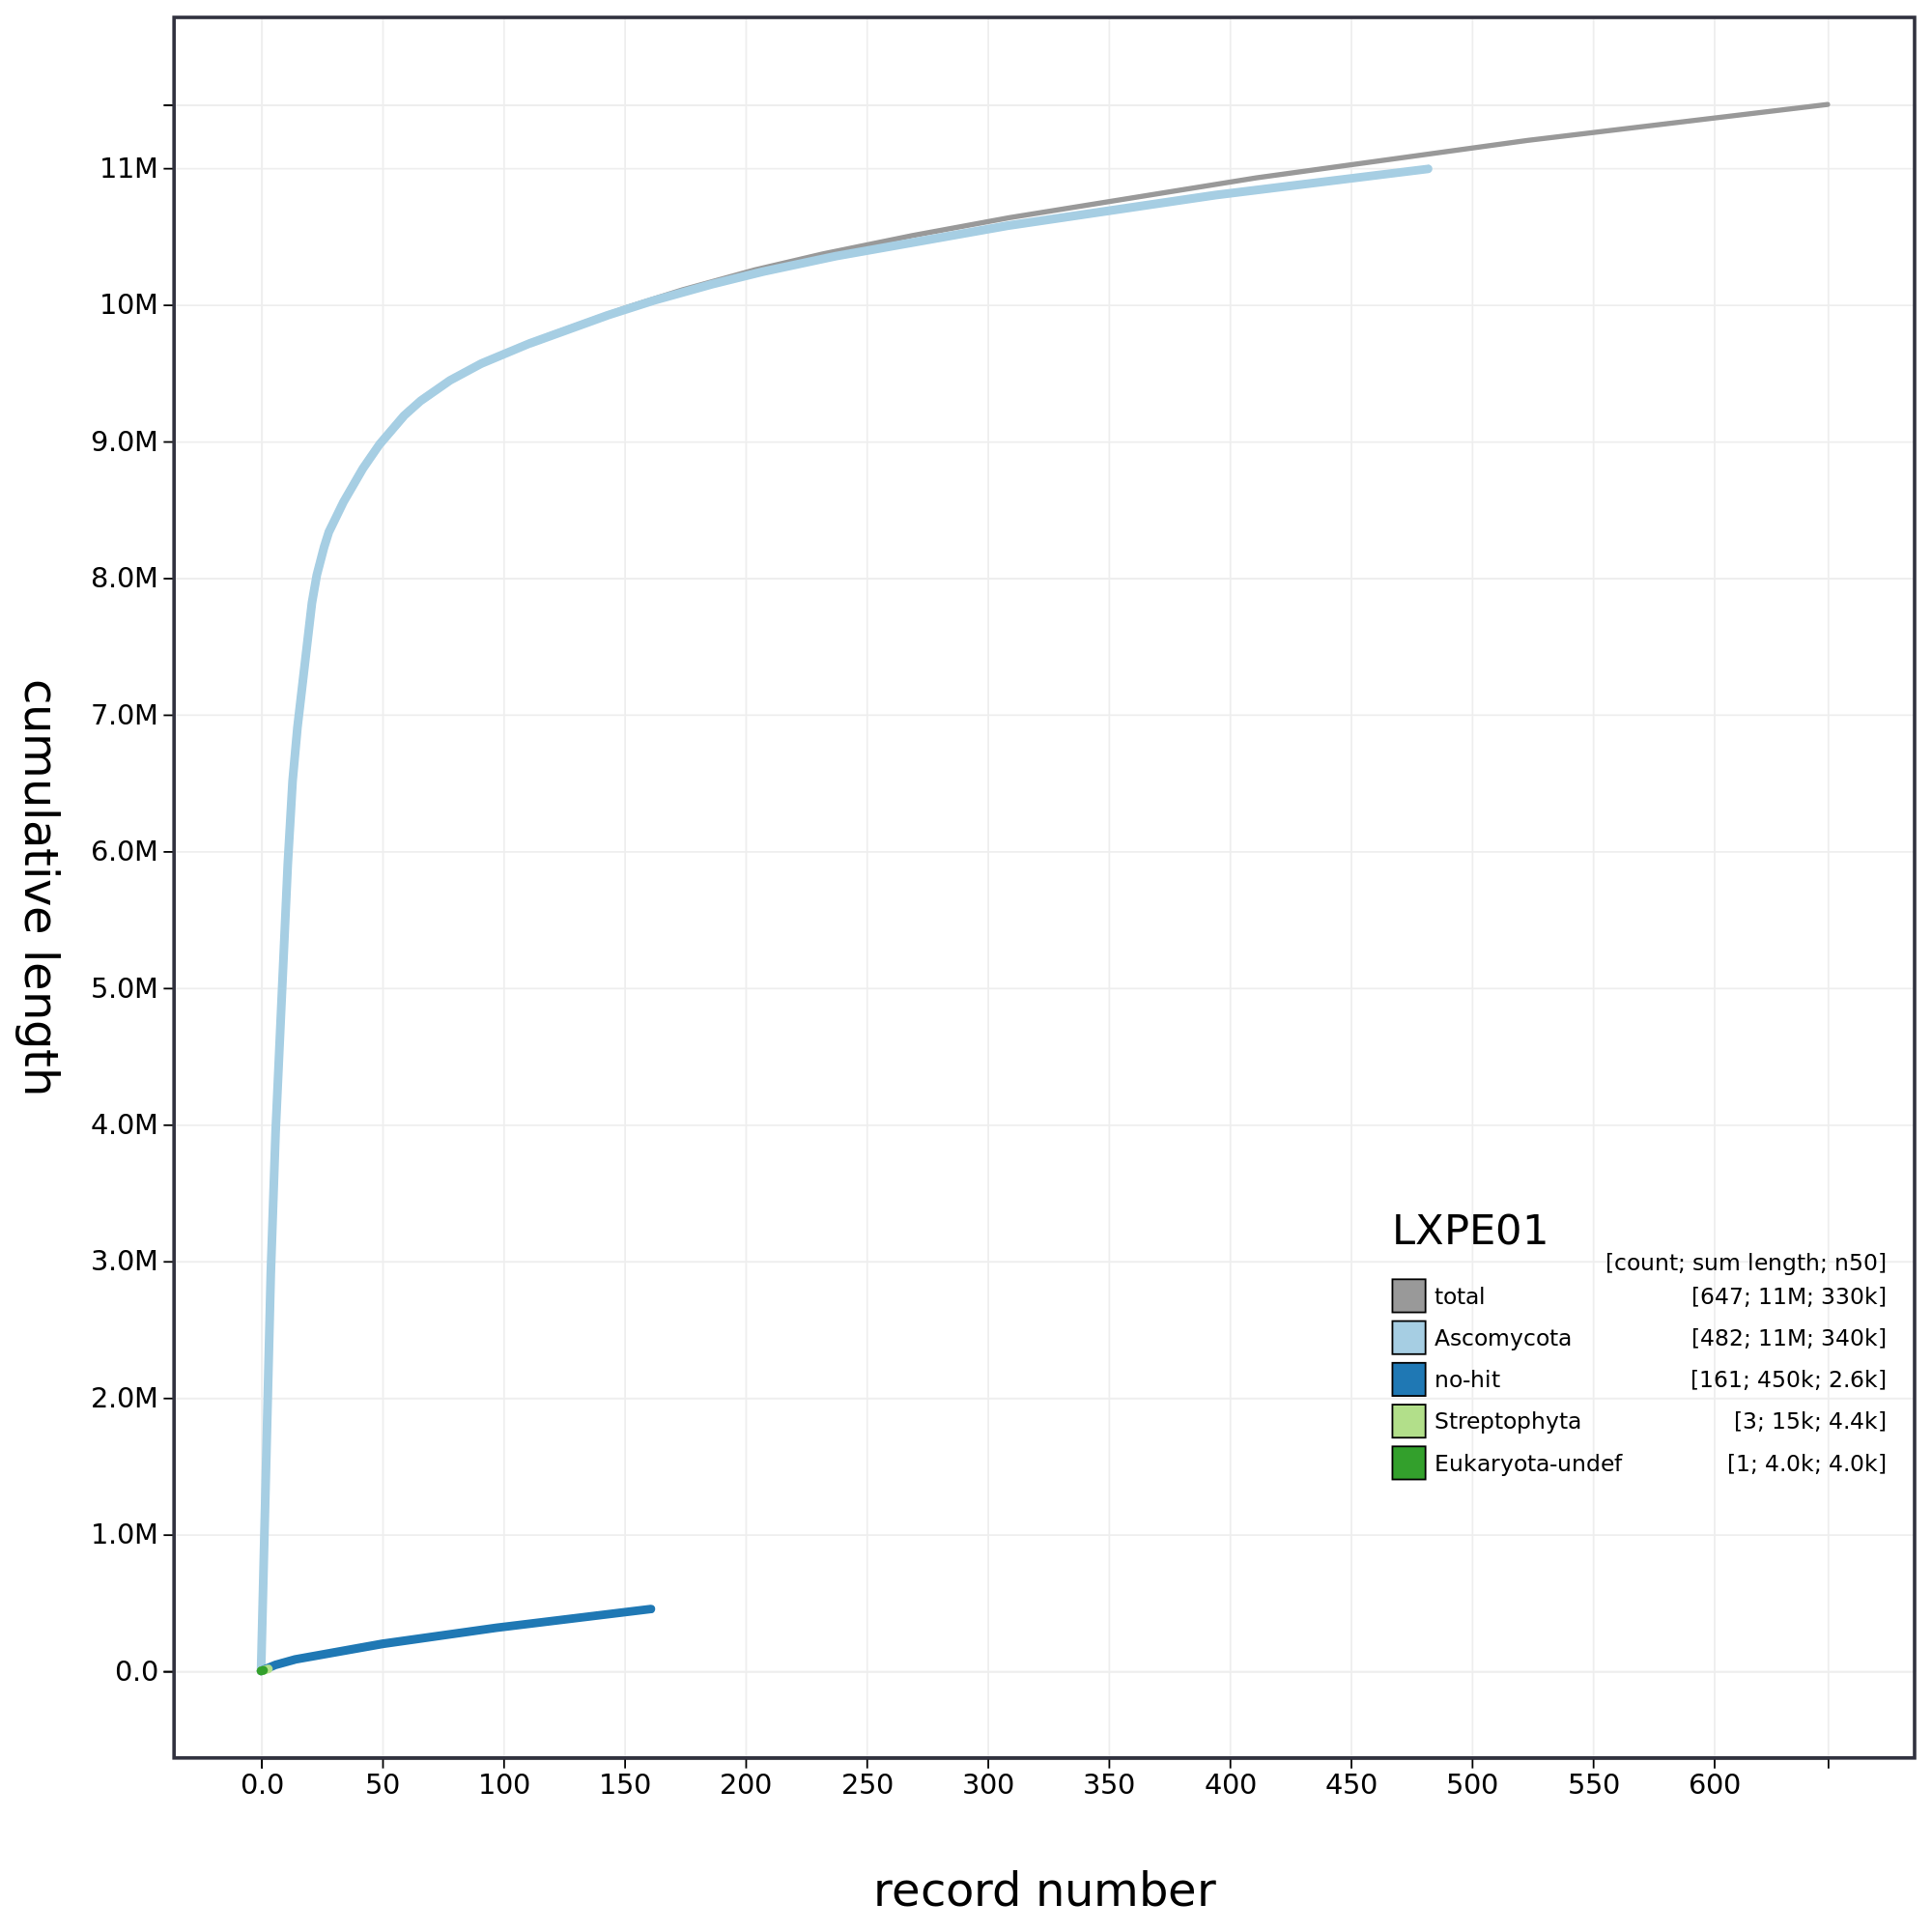 11M
10M
9.0M
8.0M
7.0M
6.0M
5.0M
4.0M
3.0M
2.0M
1.0M
0.0
cumulative length
LXPE01
[count; sum length; n50]
total [647; 11M; 330k]
Ascomycota [482; 11M; 340k]
no-hit [161; 450k; 2.6k]
Streptophyta [3; 15k; 4.4k]
Eukaryota-undef [1; 4.0k; 4.0k]
0.0 50 100 150 200 250 300 350 400 450 500 550 600
record number